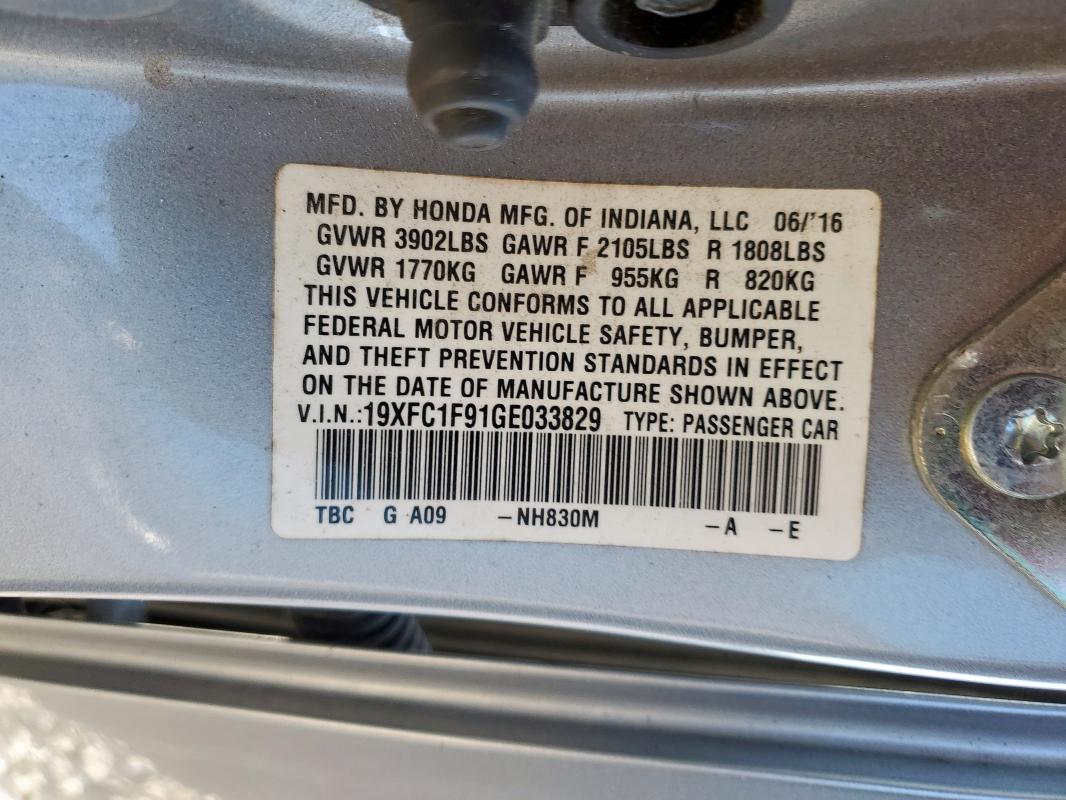 MFD. BY HONDA MFG. OF INDIANA, LLC 06/'16
GVWR 3902LBS GAWR F 2105LBS R 1808LBS
GVWR 1770KG GAWR F 955KG R 820KG
THIS VEHICLE CONFORMS TO ALL APPLICABLE
FEDERAL MOTOR VEHICLE SAFETY, BUMPER,
AND THEFT PREVENTION STANDARDS IN EFFECT
ON THE DATE OF MANUFACTURE SHOWN ABOVE.
V.I.N.:19XFC1F91GE033829 TYPE: PASSENGER CAR
TBC G A09 -NH830M -A -E